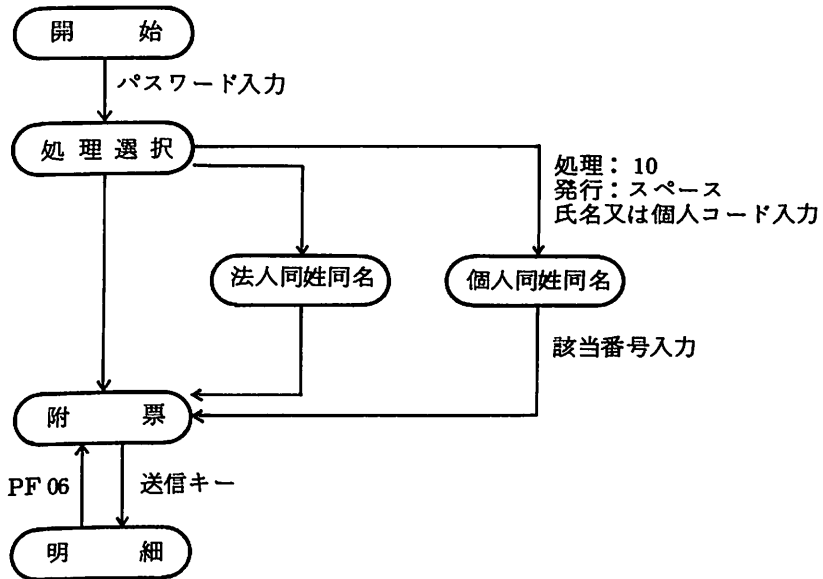 開始
パスワード入力
処理選択
処理：10
発行：スペース
氏名又は個人コード入力
法人同姓同名
個人同姓同名
該当番号入力
附票
PF 06
送信キー
明細